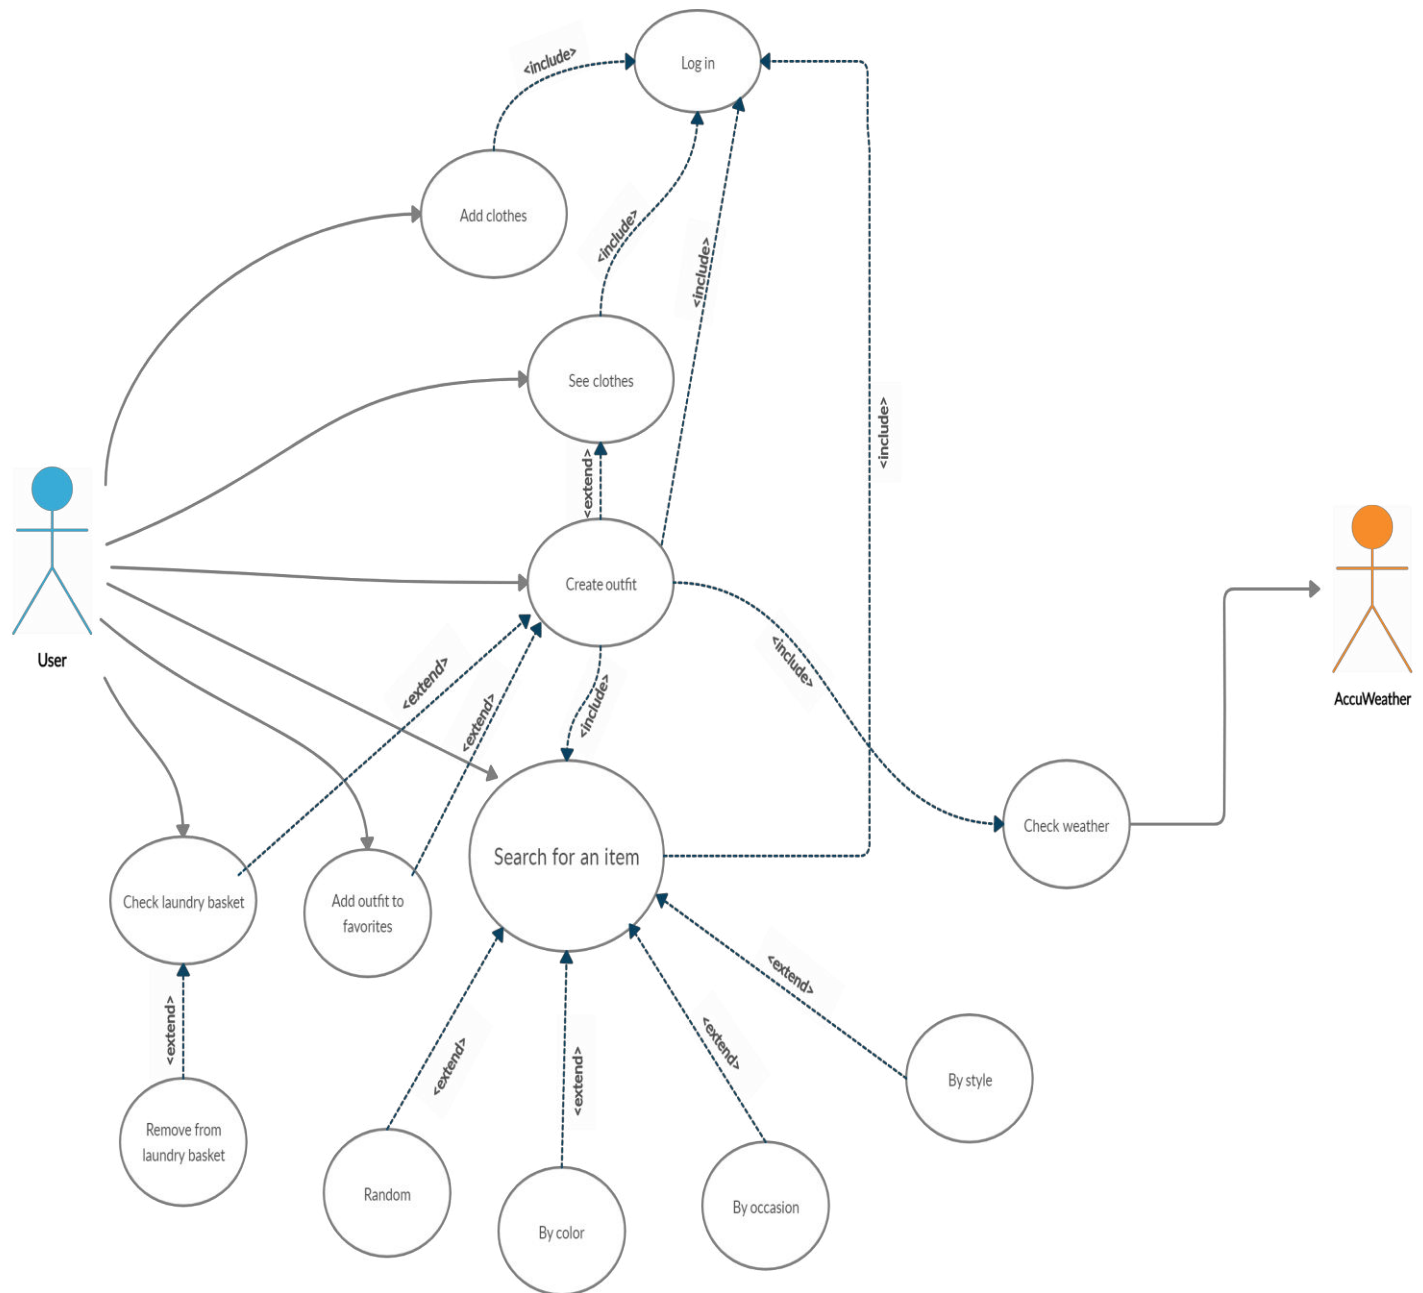 Log in
<include>
Add clothes
<include>
<include>
See clothes
<include>
<extend>
Create outfit
User
AccuWeather
<extend>
<extend>
<include>
<include>
Check weather
Search for an item
Check laundry basket
Add outfit to
favorites
<extend>
<extend>
<extend>
<extend>
<extend>
By style
Remove from
laundry basket
Random
By color
By occasion